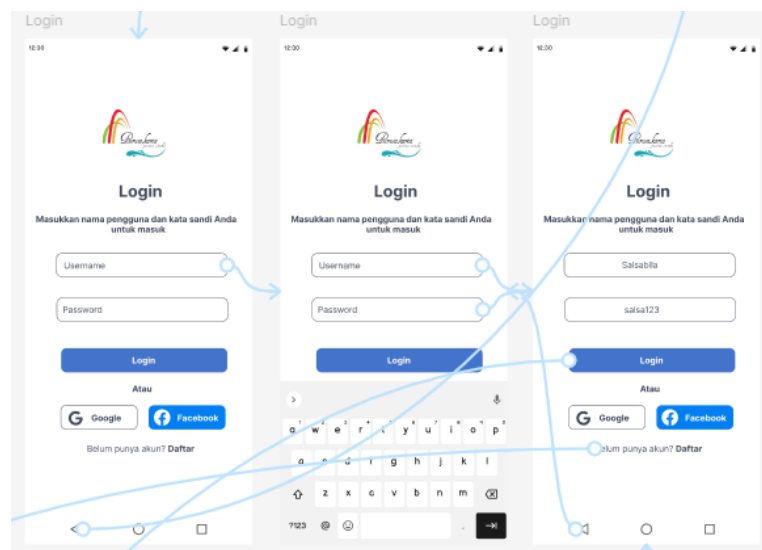 Login
12:30
Login
Masukkan nama pengguna dan kata sandi Anda
untuk masuk
Username
Password
Login
Atau
Google
Facebook
Belum punya akun? Daftar
Login
12:30
Login
Masukkan nama pengguna dan kata sandi Anda
untuk masuk
Username
Password
Login
q w e r t y u i o p
g h j k l
z x c v b n m
?123 @ .
Login
12:30
Login
Masukkan nama pengguna dan kata sandi Anda
untuk masuk
Salsabila
salsa123
Login
Atau
Google
Facebook
Belum punya akun? Daftar